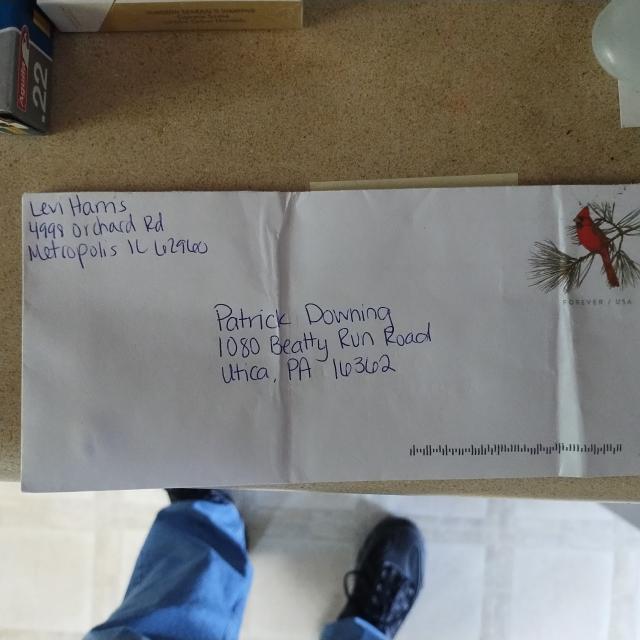 .22
Levi Harris
4998 Orchard Rd
Metropolis IL 62960
FOREVER / USA
Patrick Downing
1080 Beatty Run Road
Utica, PA 16362